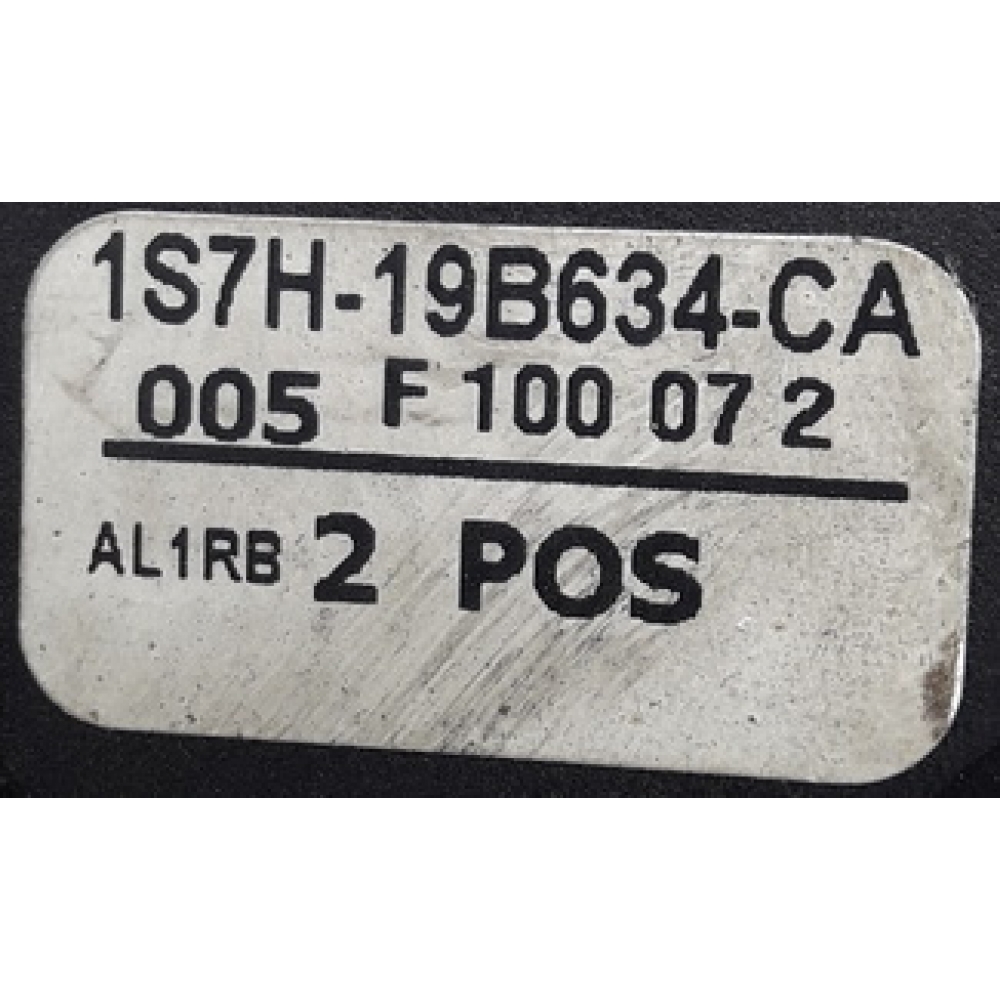 1S7H-19B634-CA
005 F 100 07 2
AL1RB 2 POS